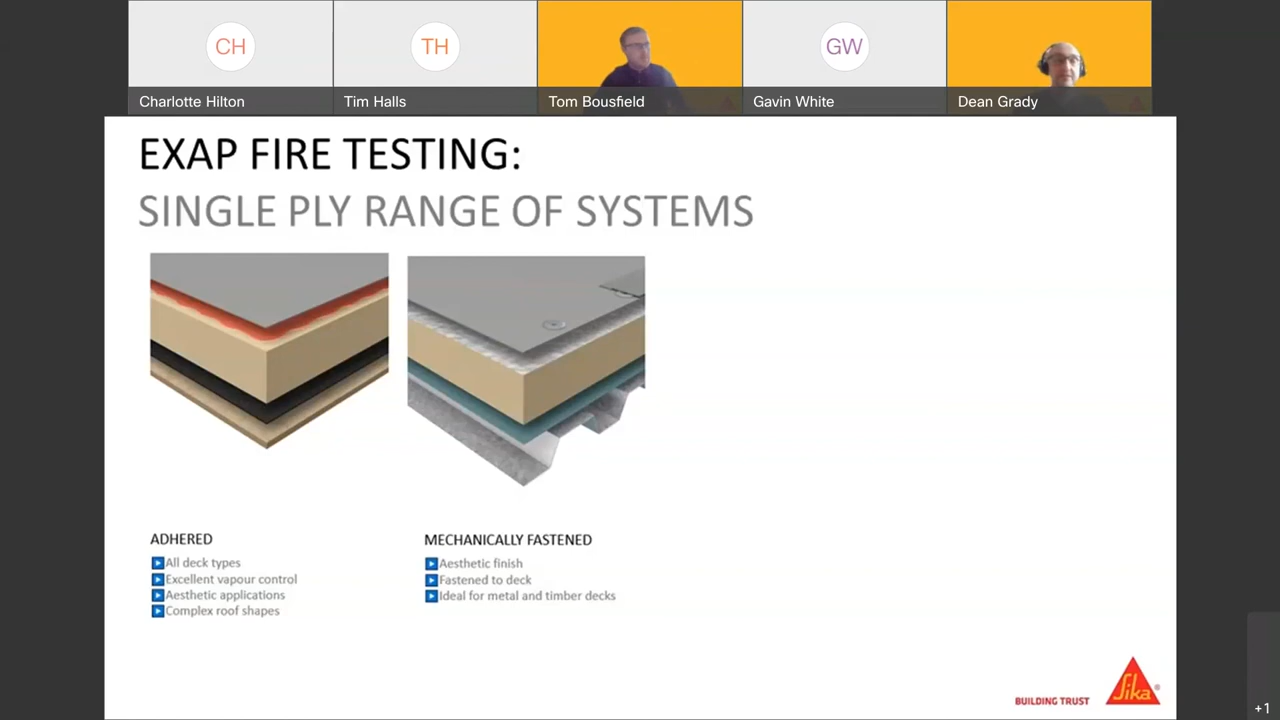 CH
TH
GW
Charlotte Hilton
Tim Halls
Tom Bousfield
Gavin White
Dean Grady
EXAP FIRE TESTING:
SINGLE PLY RANGE OF SYSTEMS
ADHERED
All deck types
Excellent vapour control
Aesthetic applications
Complex roof shapes
MECHANICALLY FASTENED
Aesthetic finish
Fastened to deck
Ideal for metal and timber decks
BUILDING TRUST
Sika®
+1